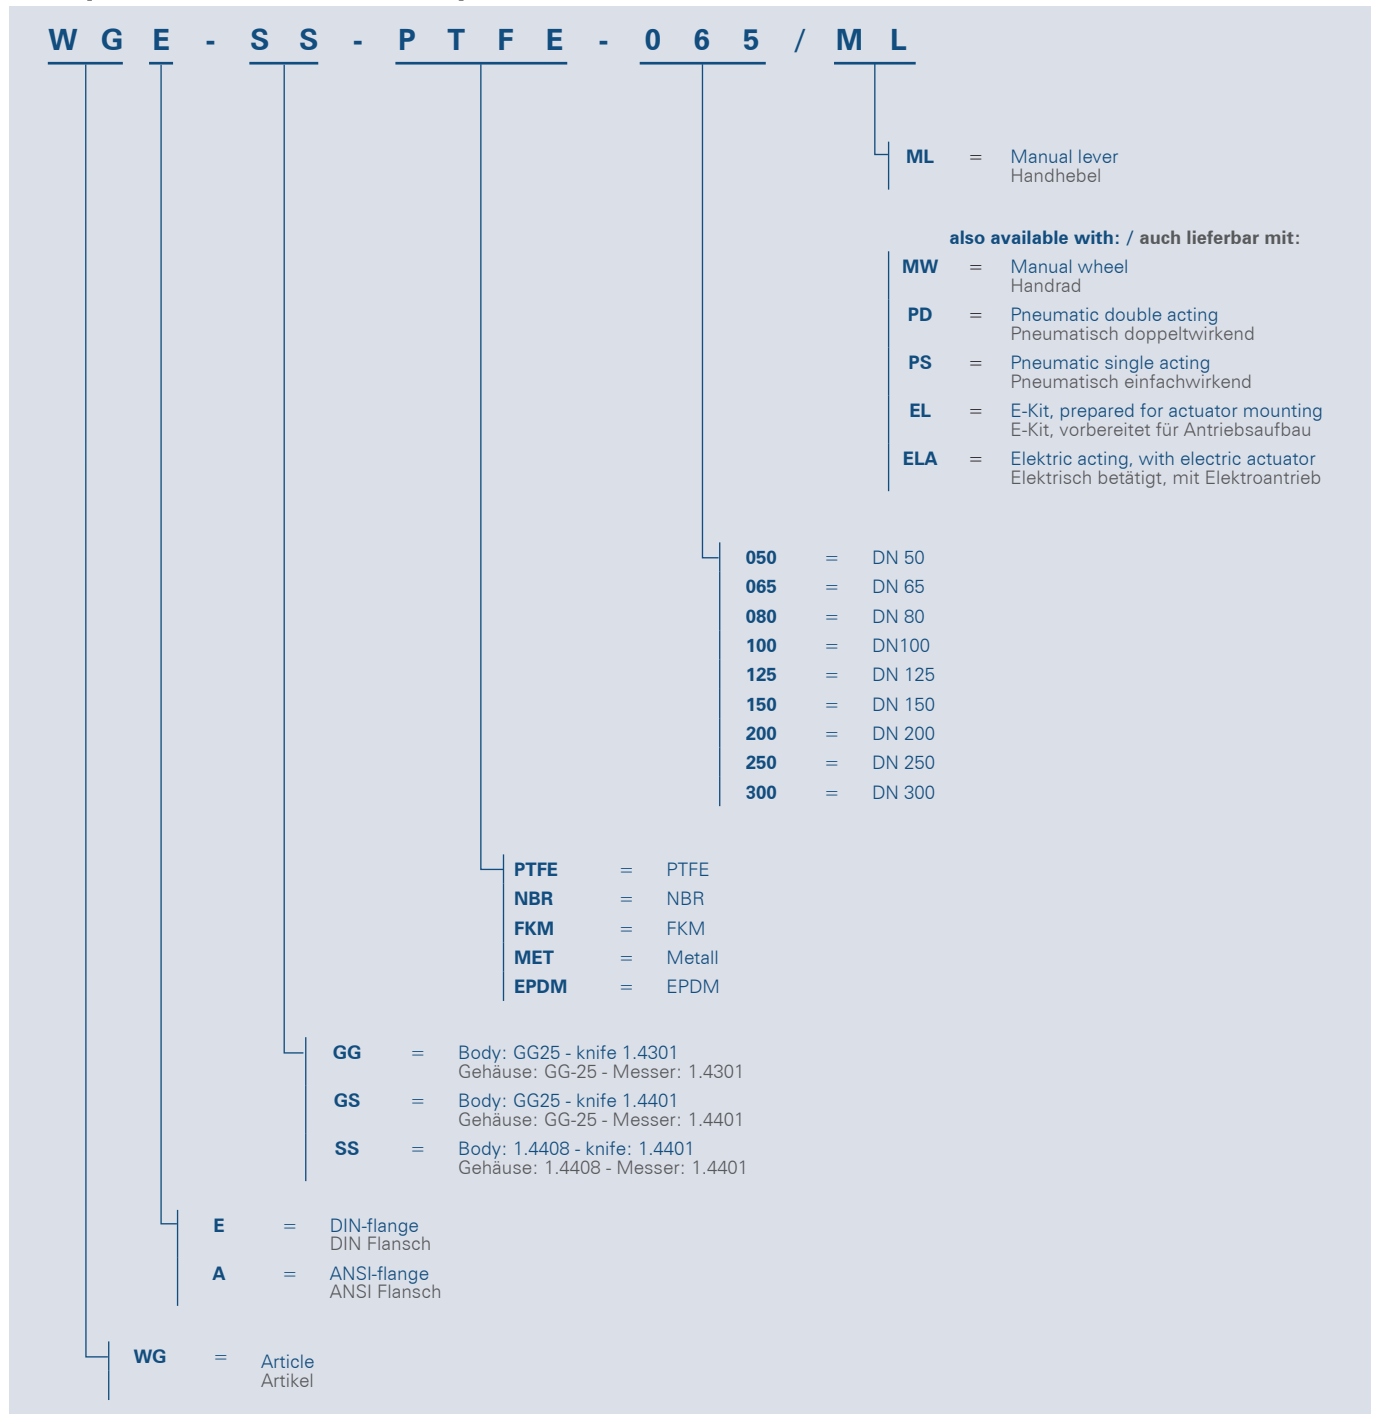 WGE-SS-PTFE-065/ML
ML = Manual lever
Handhebel
also available with: / auch lieferbar mit:
MW = Manual wheel
Handrad
PD = Pneumatic double acting
Pneumatisch doppeltwirkend
PS = Pneumatic single acting
Pneumatisch einfachwirkend
EL = E-Kit, prepared for actuator mounting
E-Kit, vorbereitet für Antriebsaufbau
ELA = Elektric acting, with electric actuator
Elektrisch betätigt, mit Elektroantrieb
050 = DN 50
065 = DN 65
080 = DN 80
100 = DN100
125 = DN 125
150 = DN 150
200 = DN 200
250 = DN 250
300 = DN 300
PTFE = PTFE
NBR = NBR
FKM = FKM
MET = Metall
EPDM = EPDM
GG = Body: GG25 - knife 1.4301
Gehäuse: GG-25 - Messer: 1.4301
GS = Body: GG25 - knife 1.4401
Gehäuse: GG-25 - Messer: 1.4401
SS = Body: 1.4408 - knife: 1.4401
Gehäuse: 1.4408 - Messer: 1.4401
E = DIN-flange
DIN Flansch
A = ANSI-flange
ANSI Flansch
WG = Article
Artikel